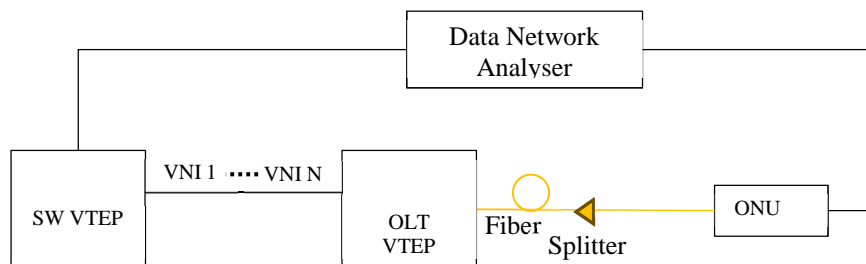 Data Network
Analyser
VNI 1 ····· VNI N
SW VTEP
OLT
VTEP
Fiber
Splitter
ONU